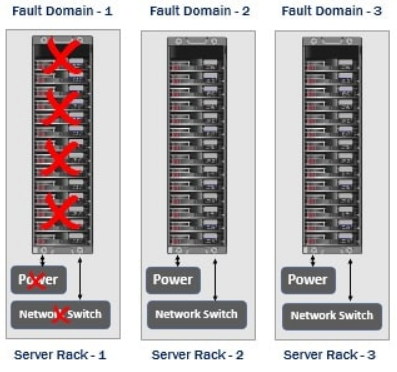 Fault Domain - 1 Fault Domain - 2 Fault Domain - 3
Power Power Power
Network Switch Network Switch Network Switch
Server Rack - 1 Server Rack - 2 Server Rack - 3